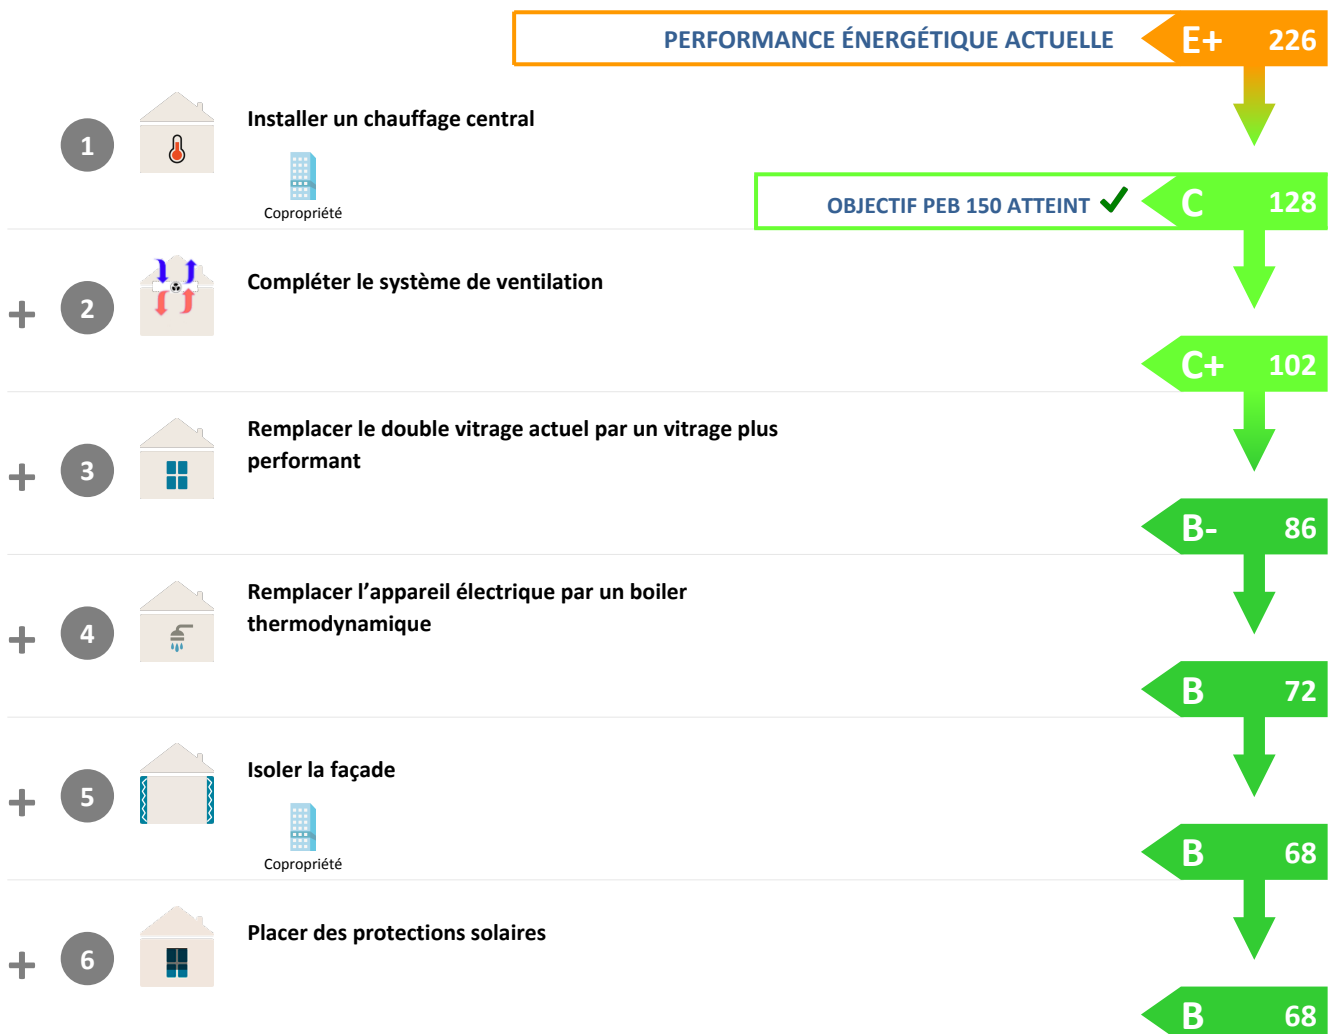 PERFORMANCE ÉNERGÉTIQUE ACTUELLE E+ 226
1 Installer un chauffage central
Copropriété
OBJECTIF PEB 150 ATTEINT ✔ C 128
+ 2 Compléter le système de ventilation
C+ 102
+ 3 Remplacer le double vitrage actuel par un vitrage plus
performant
B- 86
+ 4 Remplacer l’appareil électrique par un boiler
thermodynamique
B 72
+ 5 Isoler la façade
Copropriété
B 68
+ 6 Placer des protections solaires
B 68